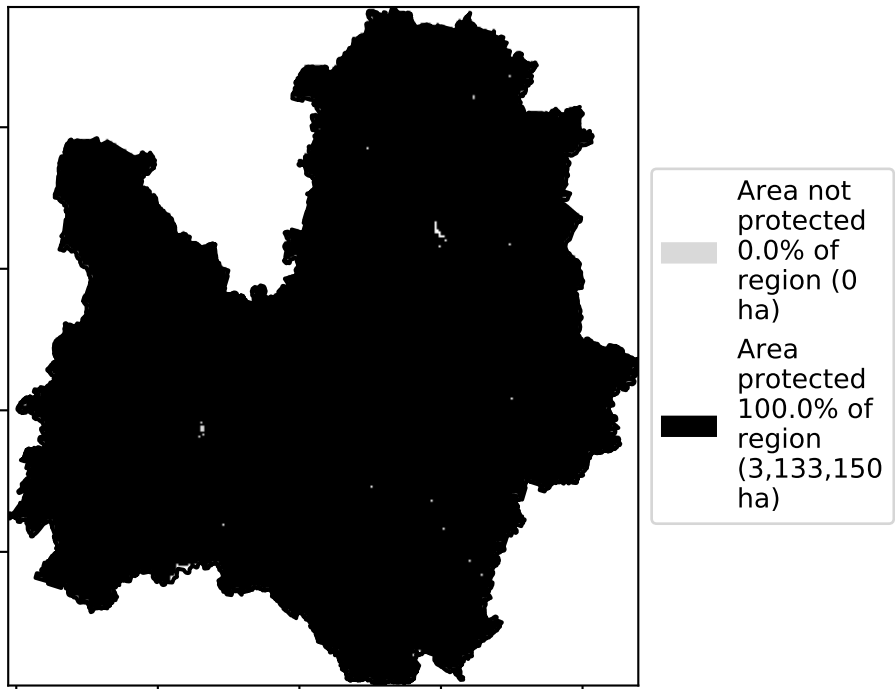 Area not
protected
0.0% of
region (0
ha)
Area
protected
100.0% of
region
(3,133,150
ha)